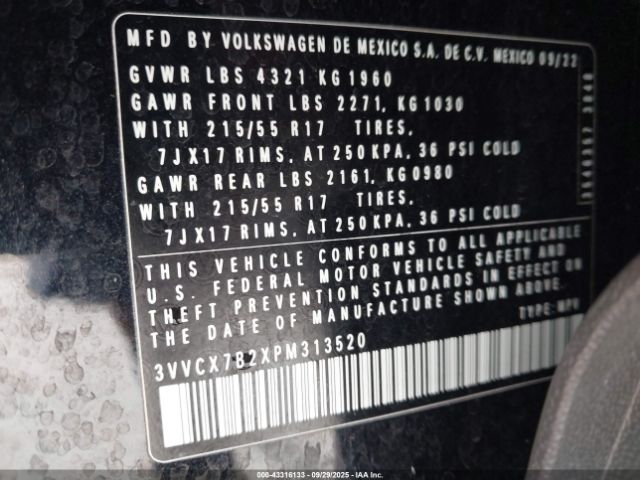 MFD BY VOLKSWAGEN DE MEXICO S.A. DE C.V. MEXICO 09/22
GVWR LBS 4321 KG 1960
GAWR FRONT LBS 2271, KG 1030
WITH 215/55 R17 TIRES,
7JX17 RIMS, AT 250 KPA, 36 PSI COLD
GAWR REAR LBS 2161, KG 0980
WITH 215/55 R17 TIRES,
7JX17 RIMS, AT 250 KPA, 36 PSI COLD
THIS VEHICLE CONFORMS TO ALL APPLICABLE
U.S. FEDERAL MOTOR VEHICLE SAFETY AND
THEFT PREVENTION STANDARDS IN EFFECT ON
THE DATE OF MANUFACTURE SHOWN ABOVE.
TYPE: MPV
3VVCX7B2XPM313520
000-43316133 - 09/29/2025 - IAA Inc.